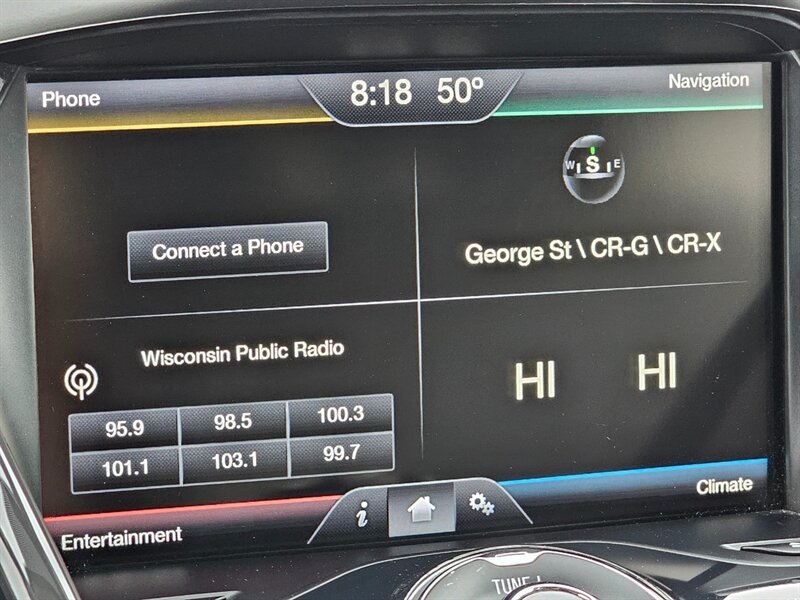 Phone
8:18 50º
Navigation
W S E
Connect a Phone
George St \ CR-G \ CR-X
Wisconsin Public Radio
95.9 98.5 100.3
101.1 103.1 99.7
HI HI
Entertainment
i
Climate
TUNE